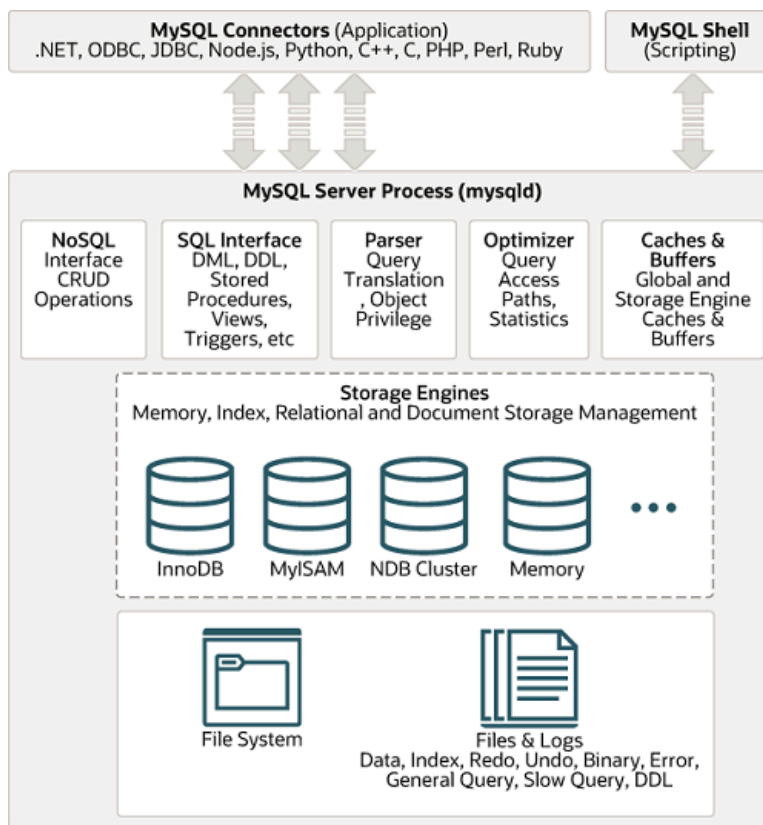 MySQL Connectors (Application)
.NET, ODBC, JDBC, Node.js, Python, C++, C, PHP, Perl, Ruby
MySQL Shell
(Scripting)
MySQL Server Process (mysqld)
NoSQL
Interface
CRUD
Operations
SQL Interface
DML, DDL,
Stored
Procedures,
Views,
Triggers, etc
Parser
Query
Translation
, Object
Privilege
Optimizer
Query
Access
Paths,
Statistics
Caches &
Buffers
Global and
Storage Engine
Caches &
Buffers
Storage Engines
Memory, Index, Relational and Document Storage Management
InnoDB
MyISAM
NDB Cluster
Memory
File System
Files & Logs
Data, Index, Redo, Undo, Binary, Error,
General Query, Slow Query, DDL